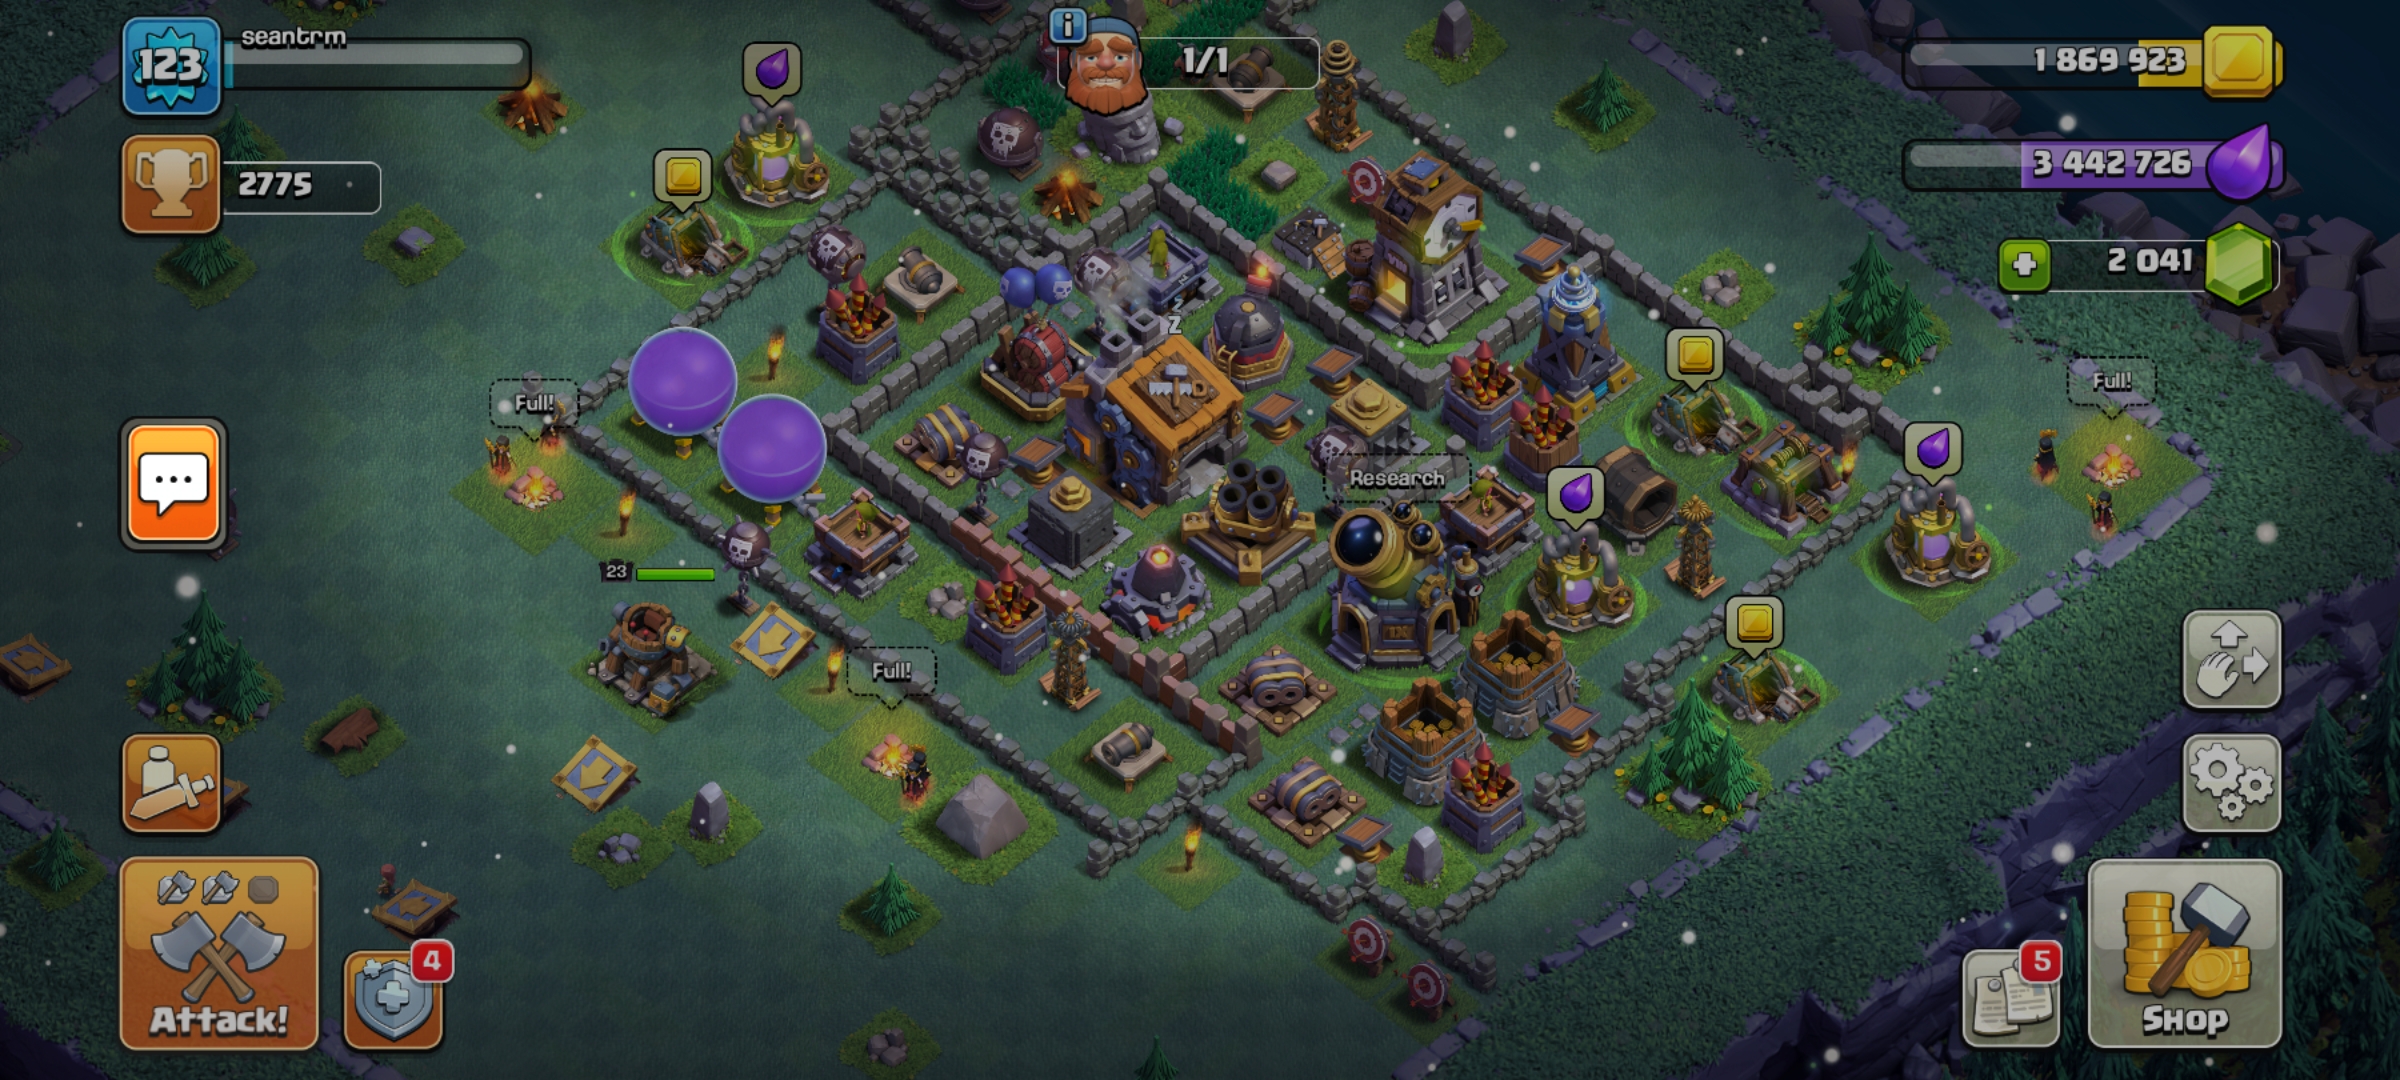 seantrm
123
1/1
1 869 923
2775
3 442 726
2 041
Full!
Full!
Z
Z
Research
23
Full!
Attack!
4
5
Shop